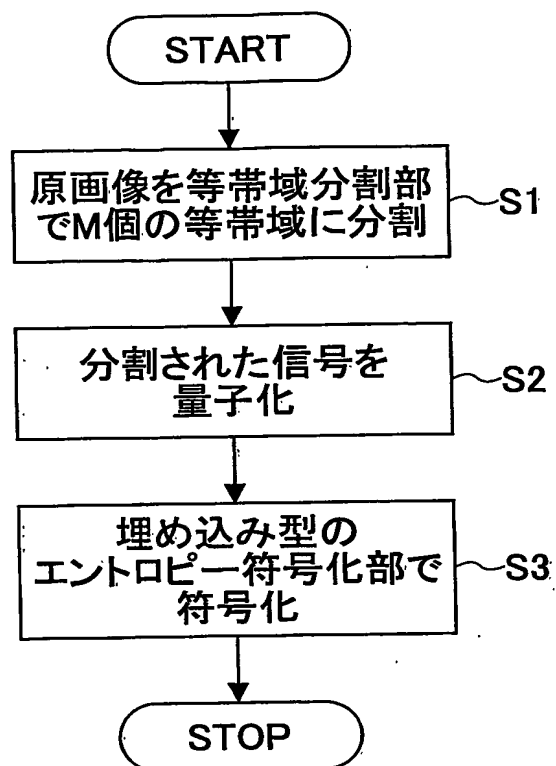 START
原画像を等帯域分割部
でM個の等帯域に分割
S1
分割された信号を
量子化
S2
埋め込み型の
エントロピー符号化部で
符号化
S3
STOP